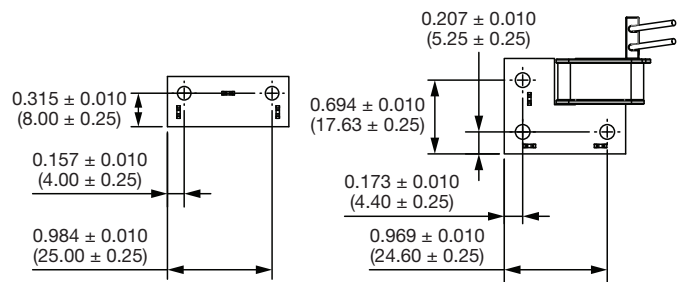 0.207 ± 0.010
(5.25 ± 0.25)
0.315 ± 0.010
(8.00 ± 0.25)
0.694 ± 0.010
(17.63 ± 0.25)
0.157 ± 0.010
(4.00 ± 0.25)
0.173 ± 0.010
(4.40 ± 0.25)
0.984 ± 0.010
(25.00 ± 0.25)
0.969 ± 0.010
(24.60 ± 0.25)